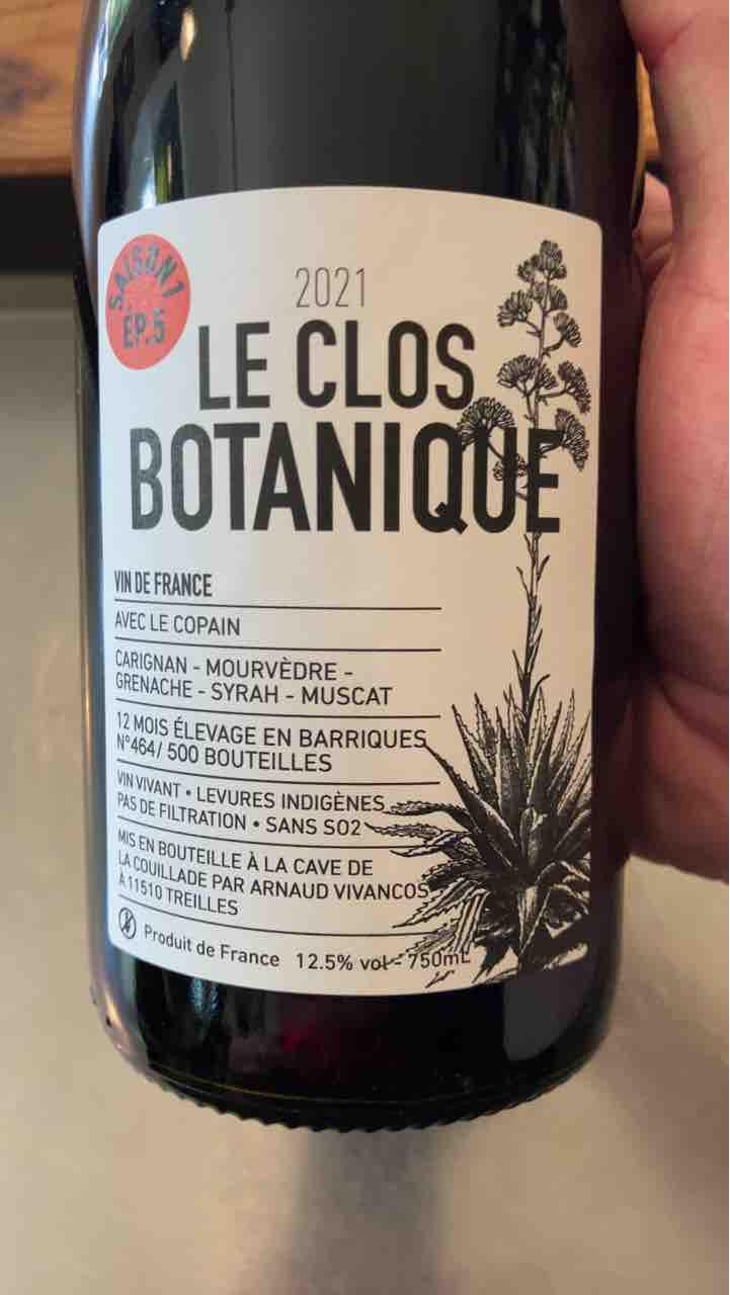 SAISON 1
ÉP.5
2021
LE CLOS
BOTANIQUE
VIN DE FRANCE
AVEC LE COPAIN
CARIGNAN - MOURVÈDRE -
GRENACHE - SYRAH - MUSCAT
12 MOIS ÉLEVAGE EN BARRIQUES
N°464/ 500 BOUTEILLES
VIN VIVANT • LEVURES INDIGÈNES
PAS DE FILTRATION • SANS SO2
MIS EN BOUTEILLE À LA CAVE DE
LA COUILLADE PAR ARNAUD VIVANCOS
À 11510 TREILLES
Produit de France 12.5% vol - 750mL